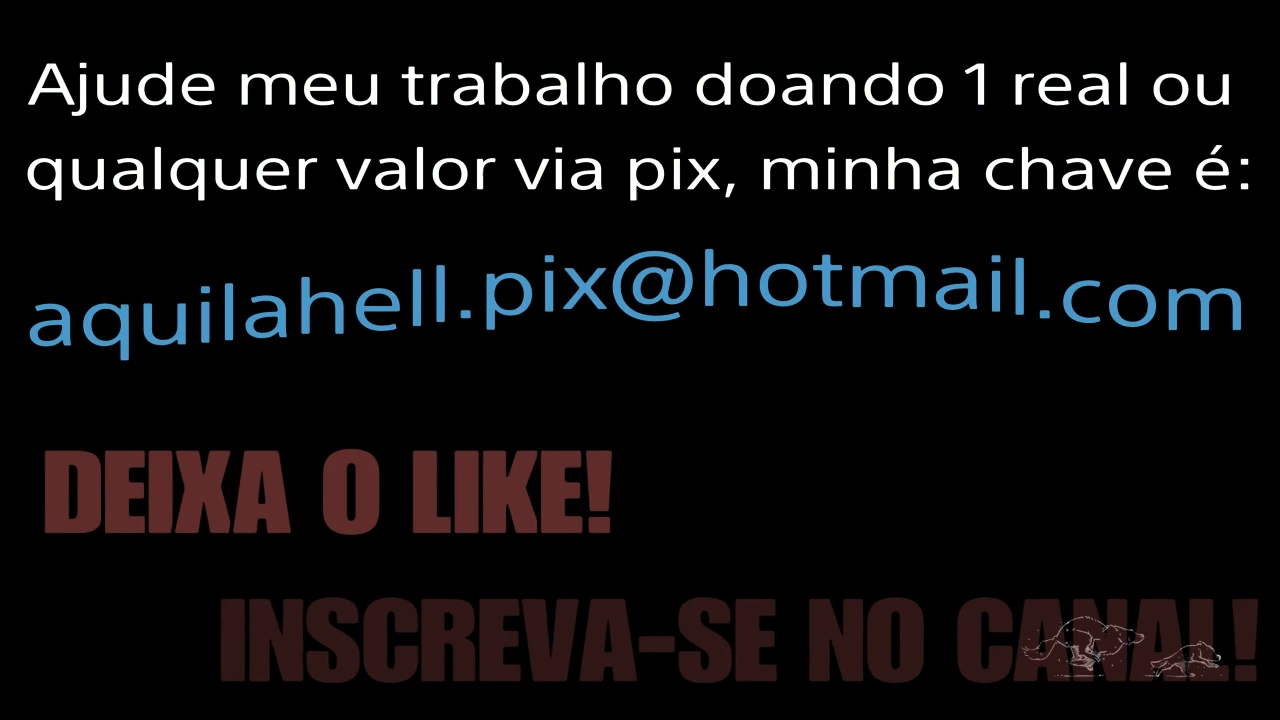 Ajude meu trabalho doando 1 real ou
qualquer valor via pix, minha chave é:
aquilahell.pix@hotmail.com
DEIXA O LIKE!
INSCREVA-SE NO CANAL!